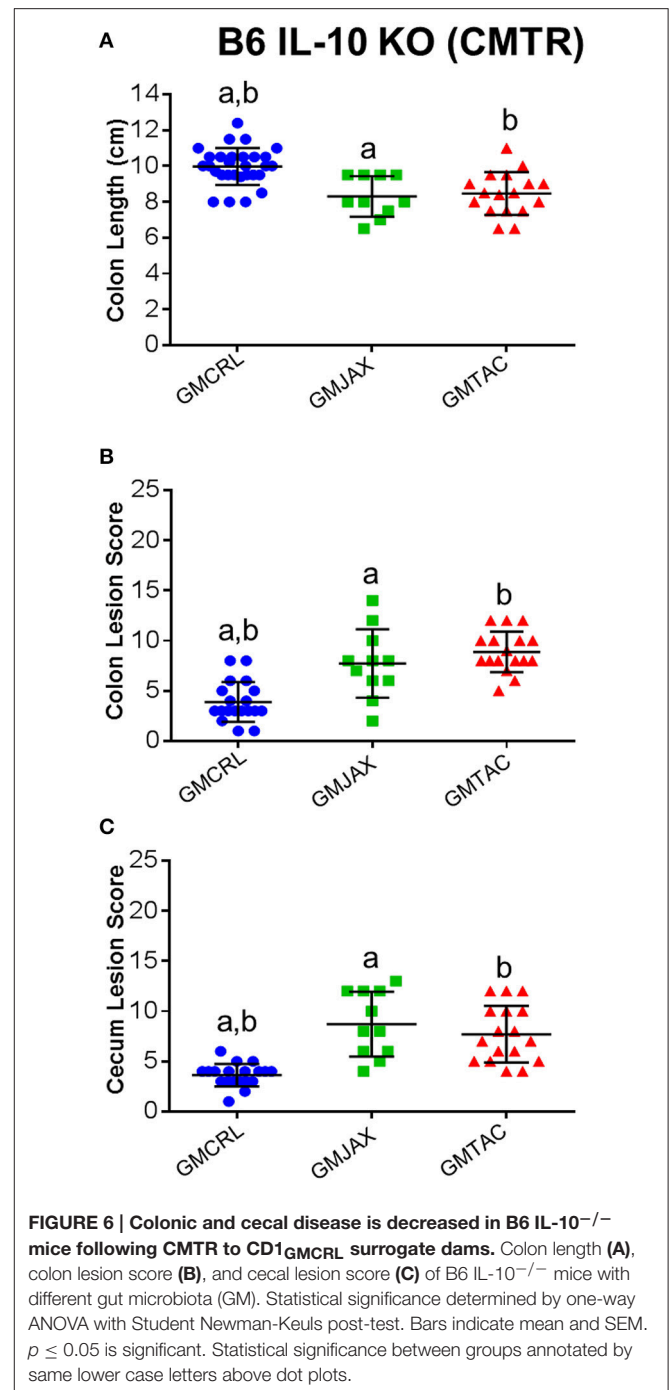 A
B6 IL-10 KO (CMTR)
Colon Length (cm)
14
12
10
8
6
4
2
0
a,b
a
b
GMCRL
GMJAX
GMTAC
B
Colon Lesion Score
25
20
15
10
5
0
a,b
a
b
GMCRL
GMJAX
GMTAC
C
Cecum Lesion Score
25
20
15
10
5
0
a,b
a
b
GMCRL
GMJAX
GMTAC
FIGURE 6 | Colonic and cecal disease is decreased in B6 IL-10−/−
mice following CMTR to CD1GMCRL surrogate dams. Colon length (A),
colon lesion score (B), and cecal lesion score (C) of B6 IL-10−/− mice with
different gut microbiota (GM). Statistical significance determined by one-way
ANOVA with Student Newman-Keuls post-test. Bars indicate mean and SEM.
p ≤ 0.05 is significant. Statistical significance between groups annotated by
same lower case letters above dot plots.